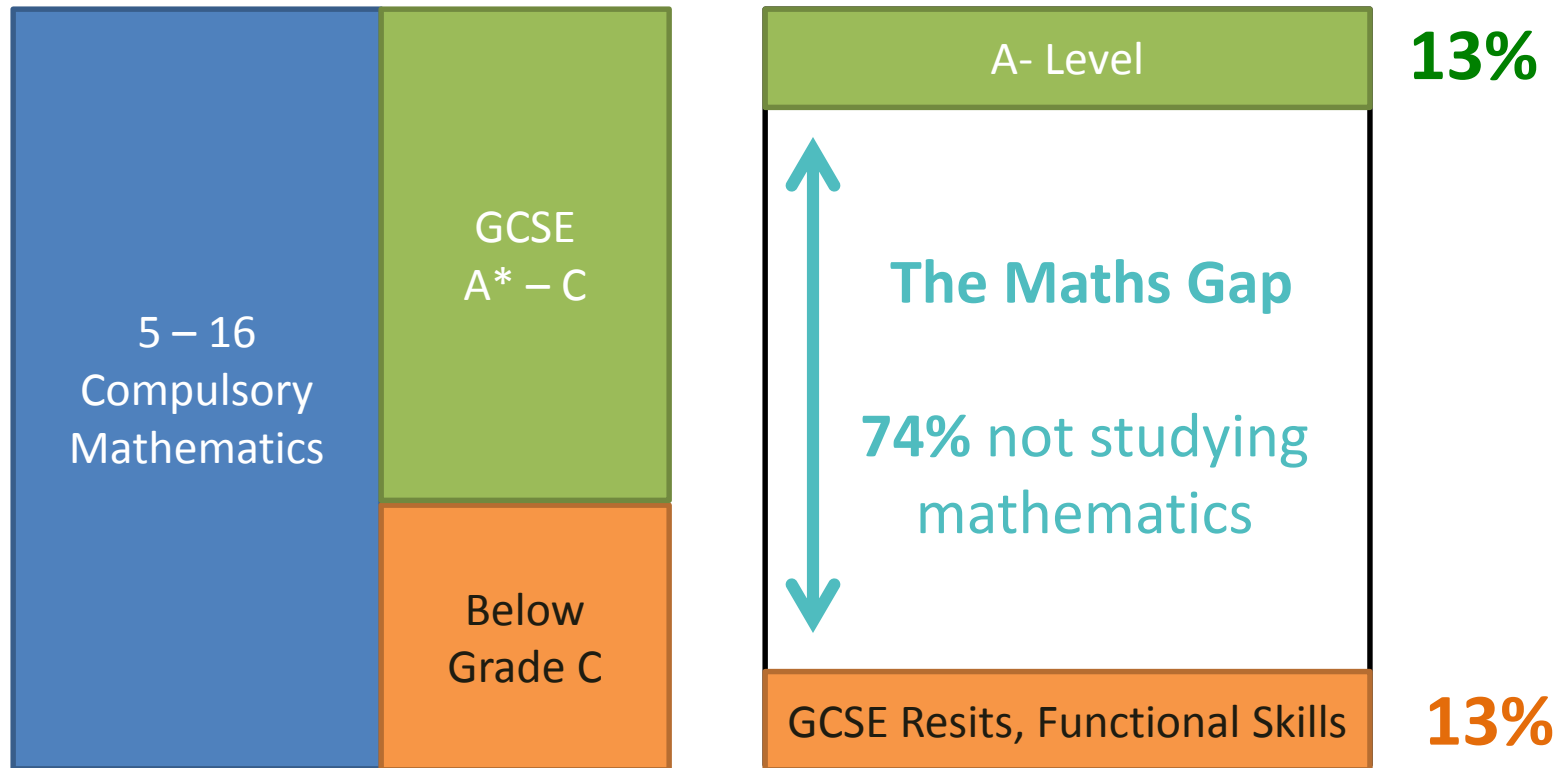 5 – 16
Compulsory
Mathematics
GCSE
A* – C
Below
Grade C
A- Level
13%
The Maths Gap
74% not studying
mathematics
GCSE Resits, Functional Skills
13%